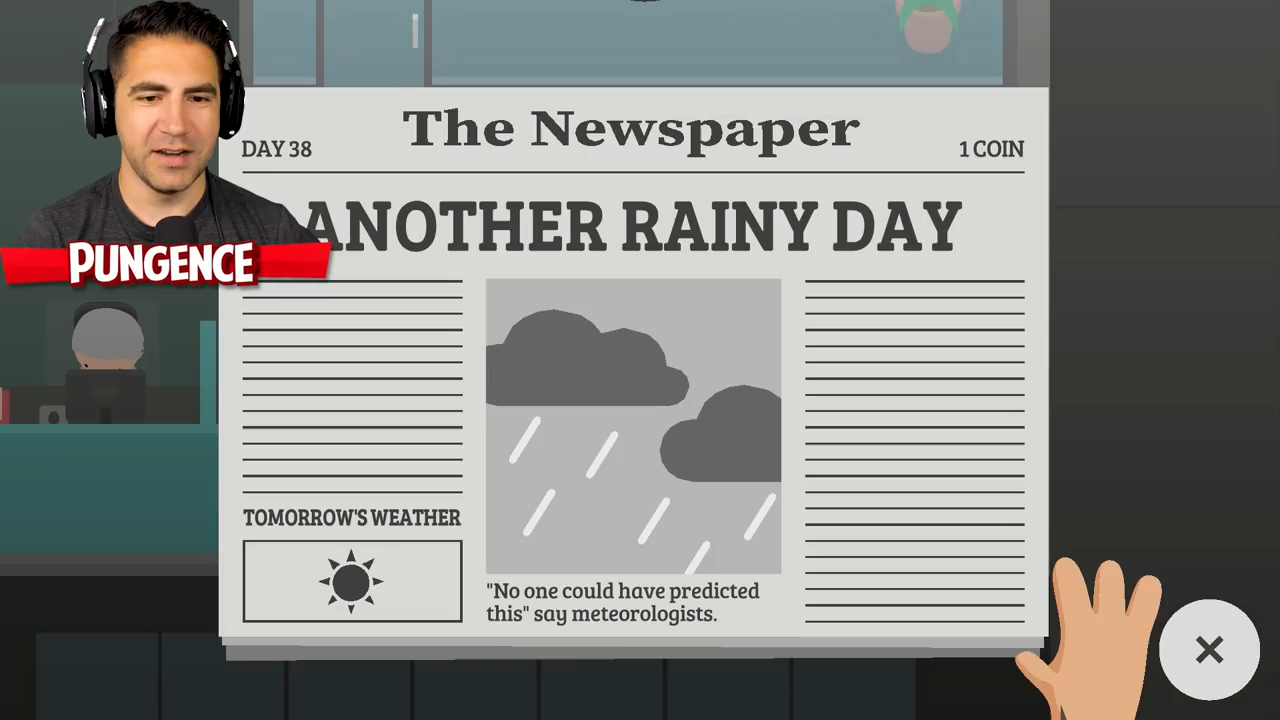 The Newspaper
DAY 38
1 COIN
ANOTHER RAINY DAY
PUNGENCE
TOMORROW'S WEATHER
"No one could have predicted
this" say meteorologists.